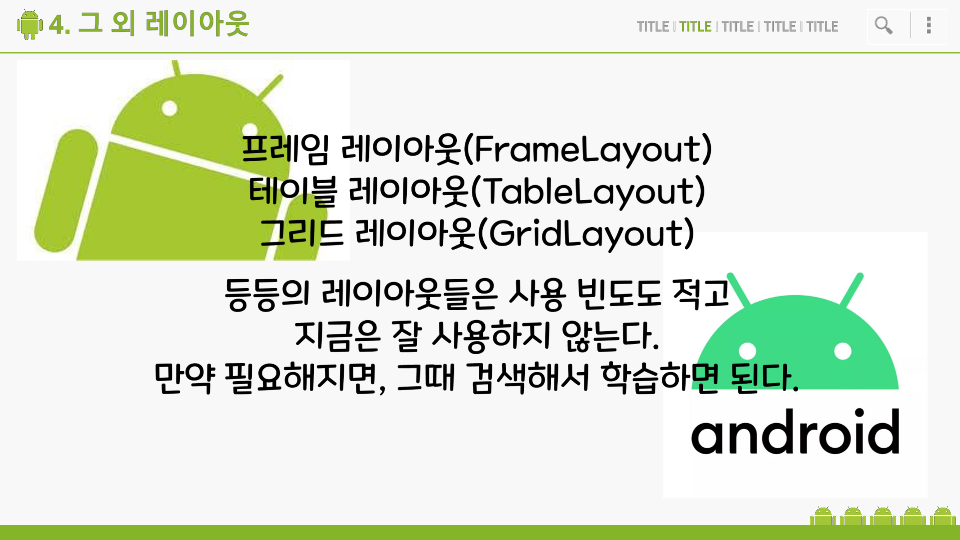 4. 그 외 레이아웃
TITLE | TITLE | TITLE | TITLE | TITLE
프레임 레이아웃(FrameLayout)
테이블 레이아웃(TableLayout)
그리드 레이아웃(GridLayout)
등등의 레이아웃들은 사용 빈도도 적고
지금은 잘 사용하지 않는다.
만약 필요해지면, 그때 검색해서 학습하면 된다.
android